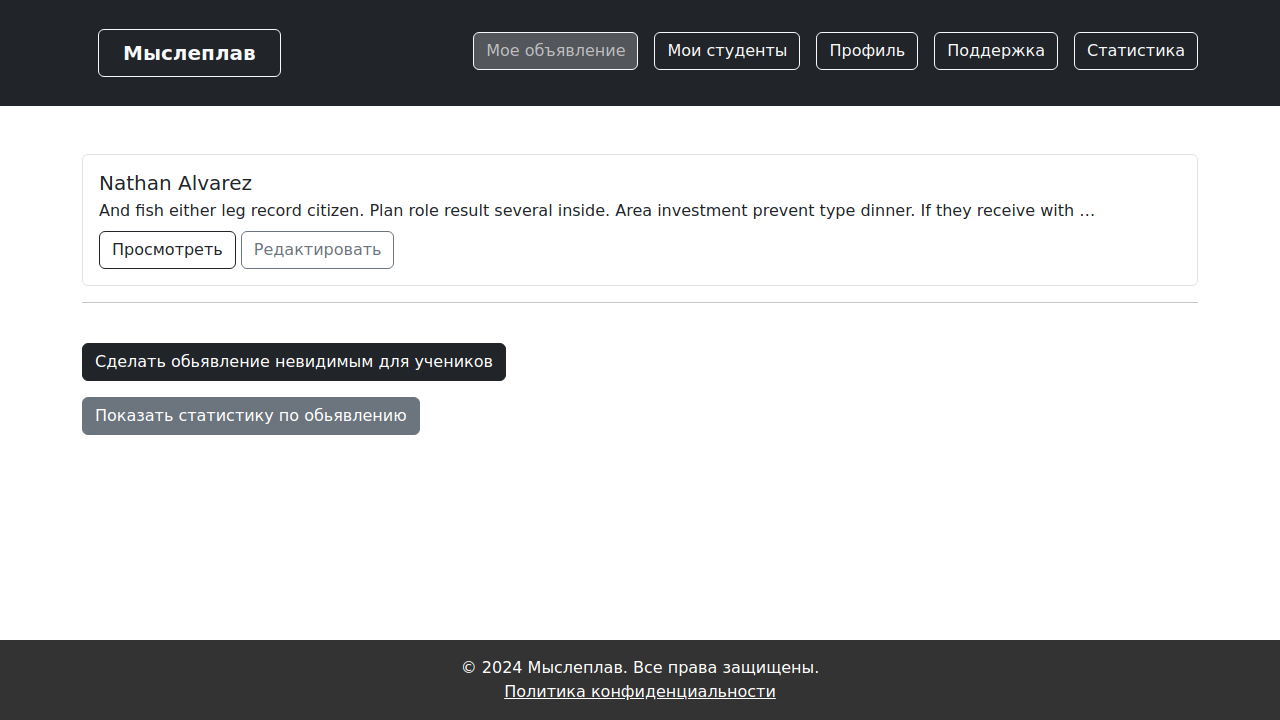 Мыслеплав
Мое объявление
Мои студенты
Профиль
Поддержка
Статистика
Nathan Alvarez
And fish either leg record citizen. Plan role result several inside. Area investment prevent type dinner. If they receive with …
Просмотреть
Редактировать
Сделать обьявление невидимым для учеников
Показать статистику по обьявлению
© 2024 Мыслеплав. Все права защищены.
Политика конфиденциальности